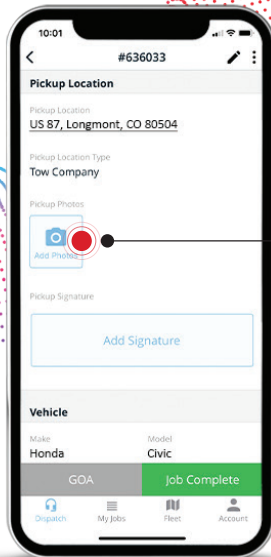 10:01
#636033
Pickup Location
Pickup Location
US 87, Longmont, CO 80504
Pickup Location Type
Tow Company
Pickup Photos
Add Photos
Pickup Signature
Add Signature
Vehicle
Make Model
Honda Civic
GOA Job Complete
Dispatch My Jobs Fleet Account